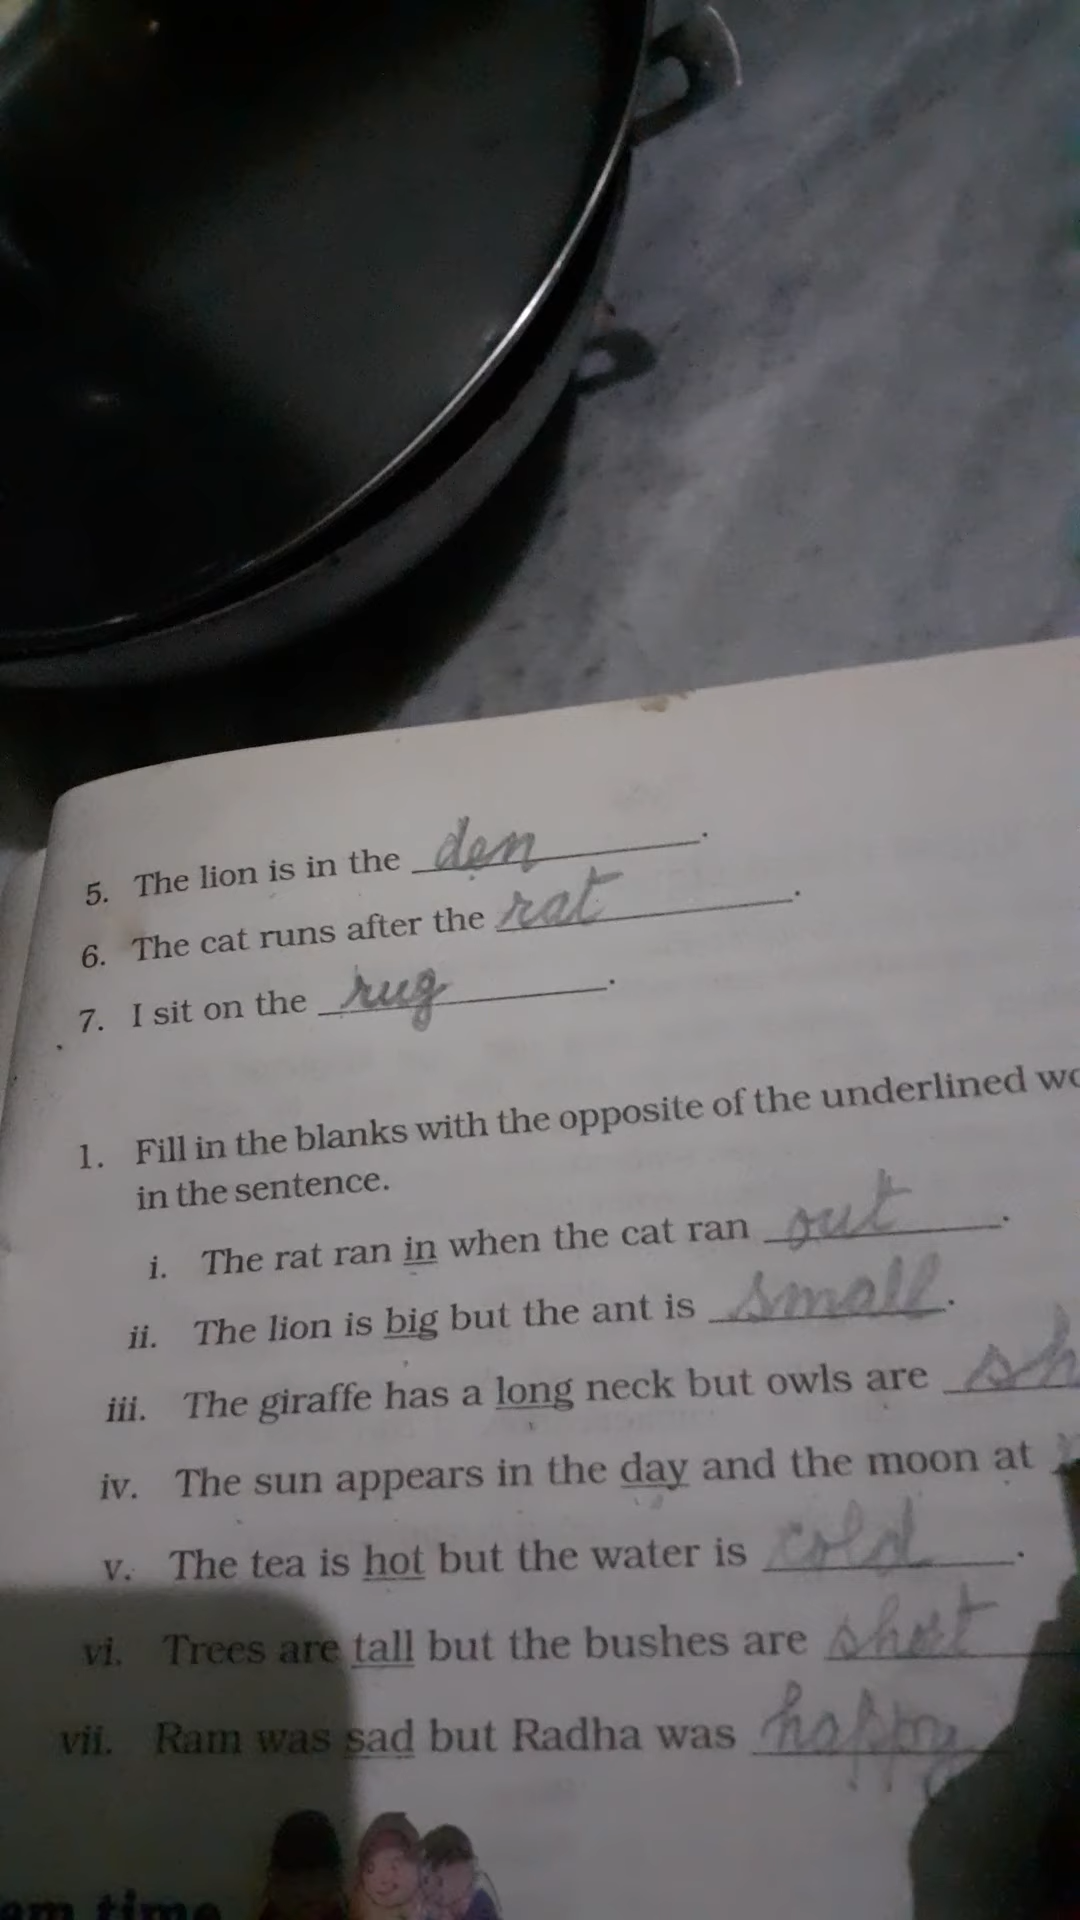 5. The lion is in the den.
6. The cat runs after the rat.
7. I sit on the rug.
1. Fill in the blanks with the opposite of the underlined
in the sentence.
i. The rat ran in when the cat ran out.
ii. The lion is big but the ant is small.
iii. The giraffe has a long neck but owls are
iv. The sun appears in the day and the moon at
v. The tea is hot but the water is cold.
vi. Trees are tall but the bushes are short
vii. Ram was sad but Radha was happy
time